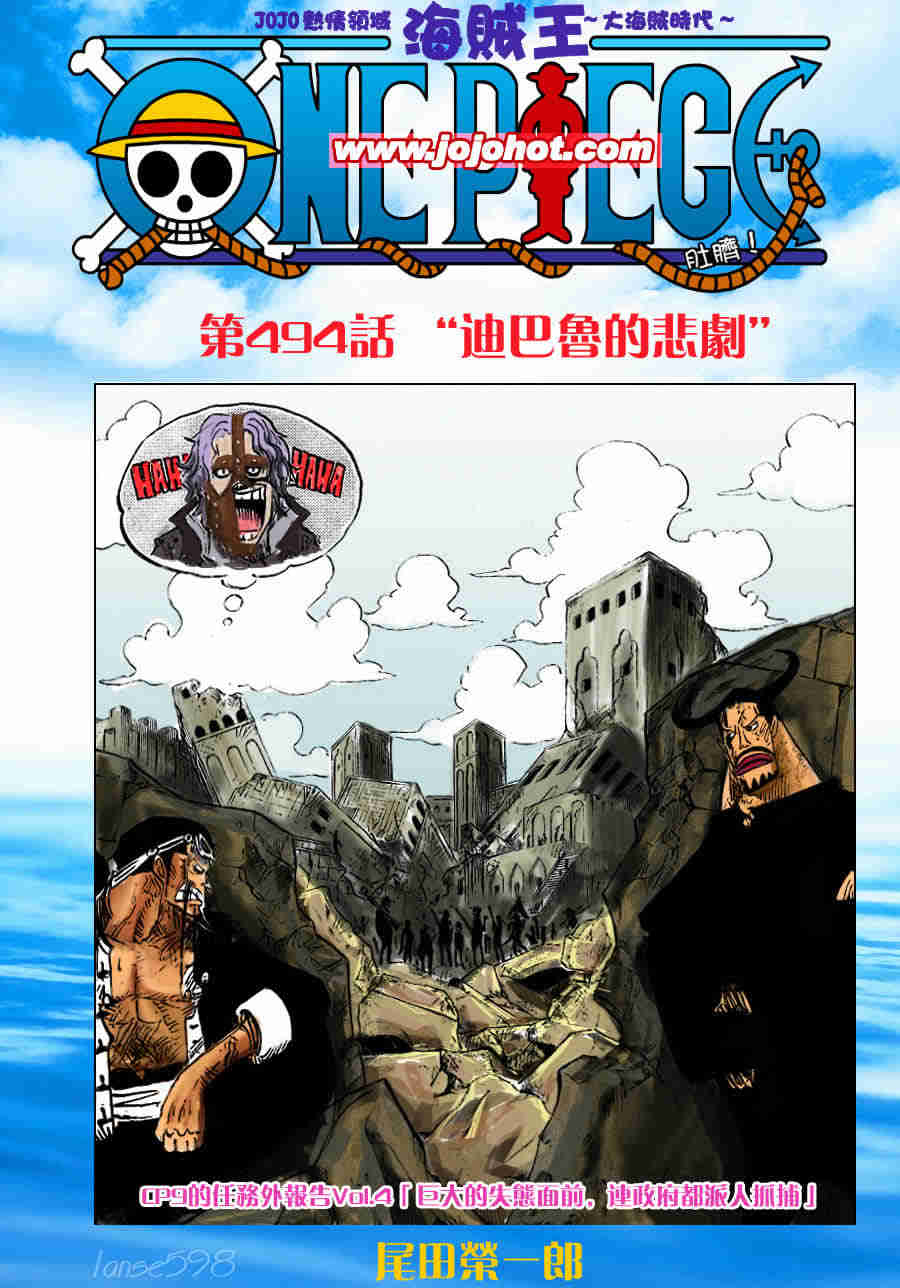 JOJO熱情領域 海賊王 ～大海賊時代～
ONE PIECE
www.jojohot.com
肚臍！
第494話 “迪巴魯的悲劇”
HAHA HAHA
CP9的任務外報告Vol.4「巨大的失態面前，連政府都派人抓捕」
lanse598
尾田榮一郎